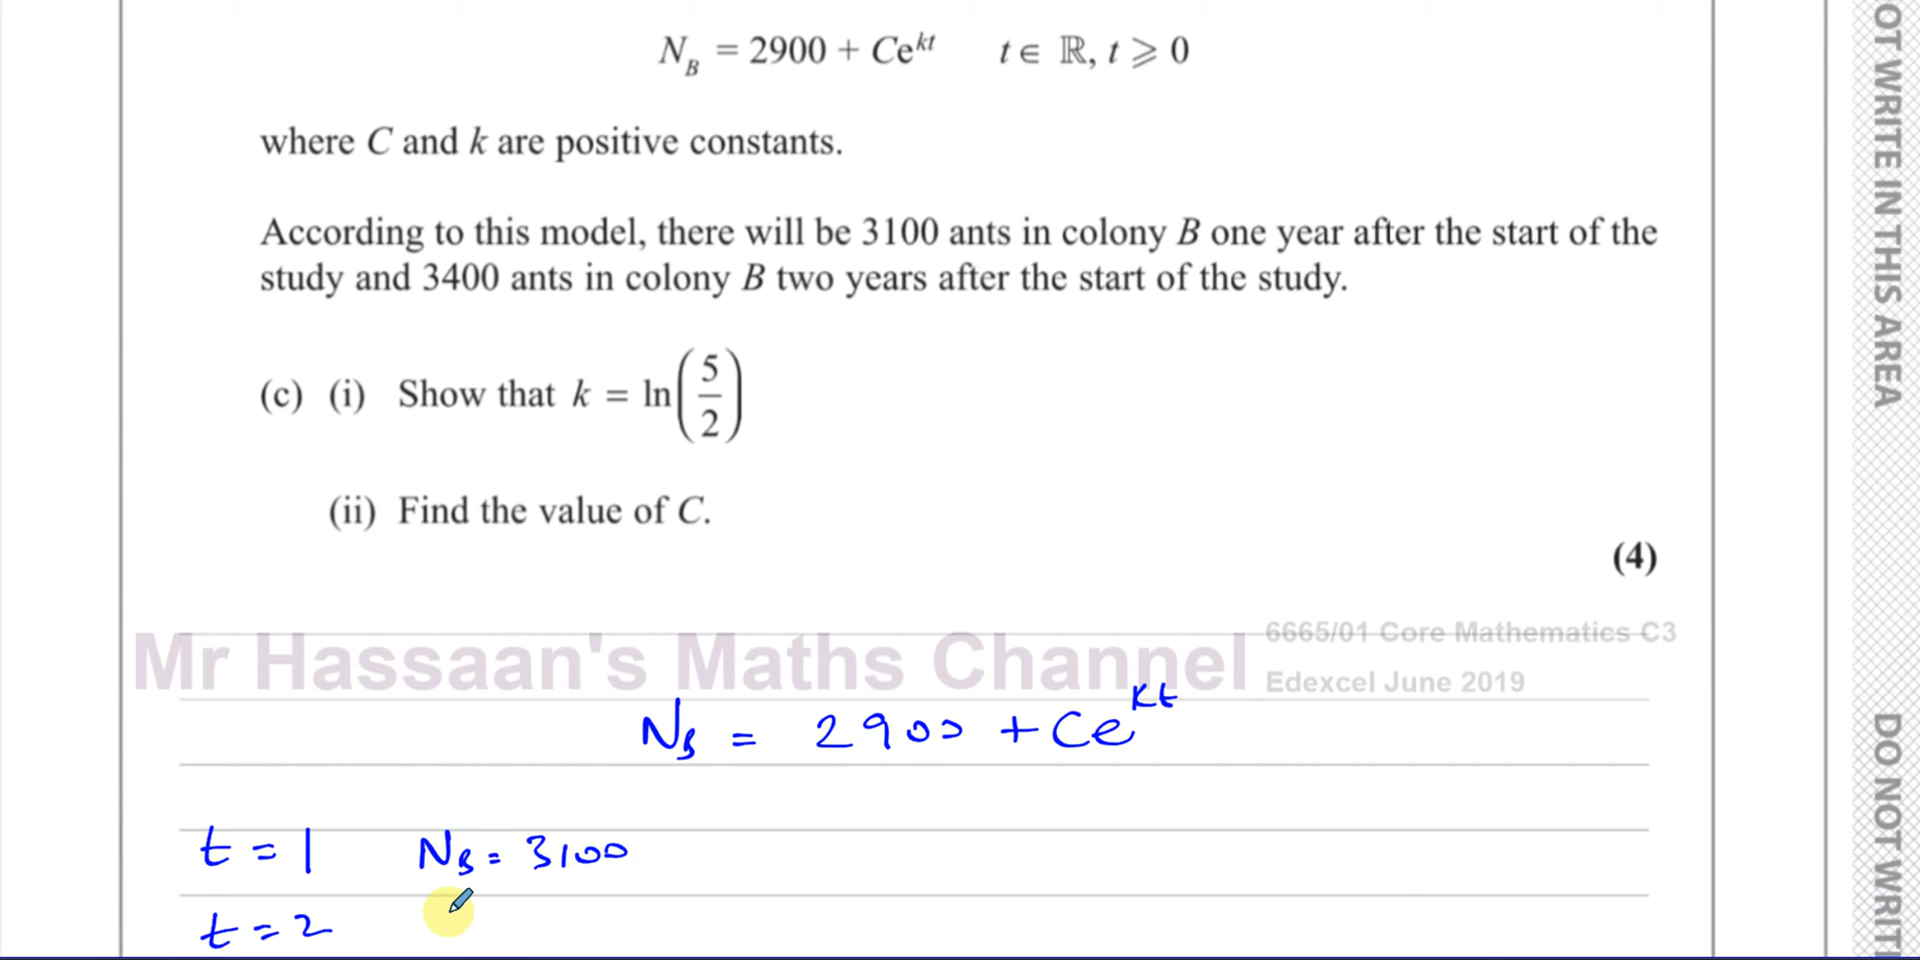 N_B = 2900 + Ce^{kt}    t ∈ ℝ, t ⩾ 0
where C and k are positive constants.
According to this model, there will be 3100 ants in colony B one year after the start of the
study and 3400 ants in colony B two years after the start of the study.
(c) (i) Show that k = ln(5/2)
(ii) Find the value of C.
(4)
Mr Hassaan's Maths Channel
6665/01 Core Mathematics C3
Edexcel June 2019
N_B = 2900 + Ce^{kt}
t = 1    N_B = 3100
t = 2
OT WRITE IN THIS AREA
DO NOT WRIT